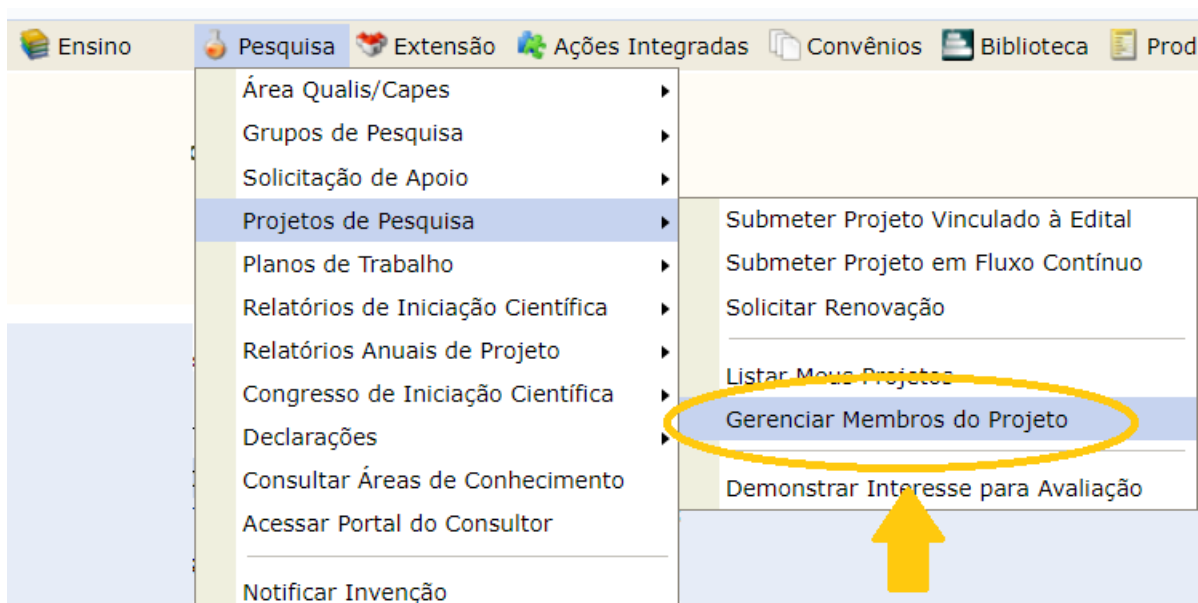 Ensino Pesquisa Extensão Ações Integradas Convênios Biblioteca Prod
Área Qualis/Capes
Grupos de Pesquisa
Solicitação de Apoio
Projetos de Pesquisa
Planos de Trabalho
Relatórios de Iniciação Científica
Relatórios Anuais de Projeto
Congresso de Iniciação Científica
Declarações
Consultar Áreas de Conhecimento
Acessar Portal do Consultor
Notificar Invenção
Submeter Projeto Vinculado à Edital
Submeter Projeto em Fluxo Contínuo
Solicitar Renovação
Listar Meus Projetos
Gerenciar Membros do Projeto
Demonstrar Interesse para Avaliação